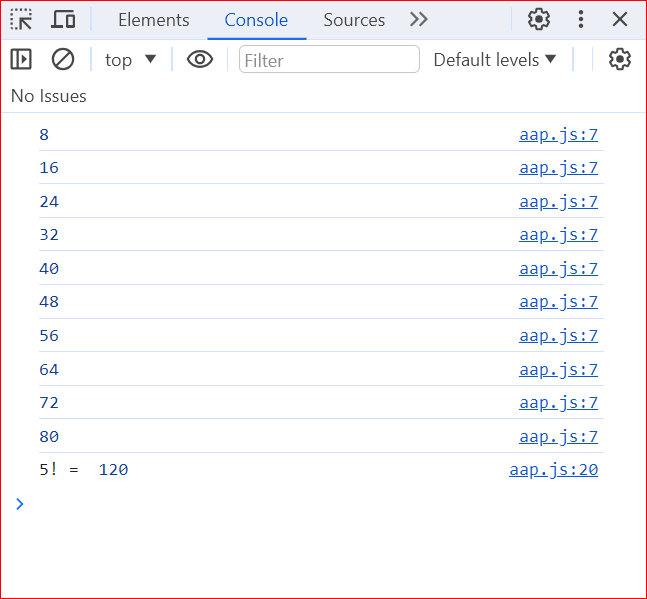 Elements Console Sources
top Filter Default levels
No Issues
8 aap.js:7
16 aap.js:7
24 aap.js:7
32 aap.js:7
40 aap.js:7
48 aap.js:7
56 aap.js:7
64 aap.js:7
72 aap.js:7
80 aap.js:7
5! =  120 aap.js:20